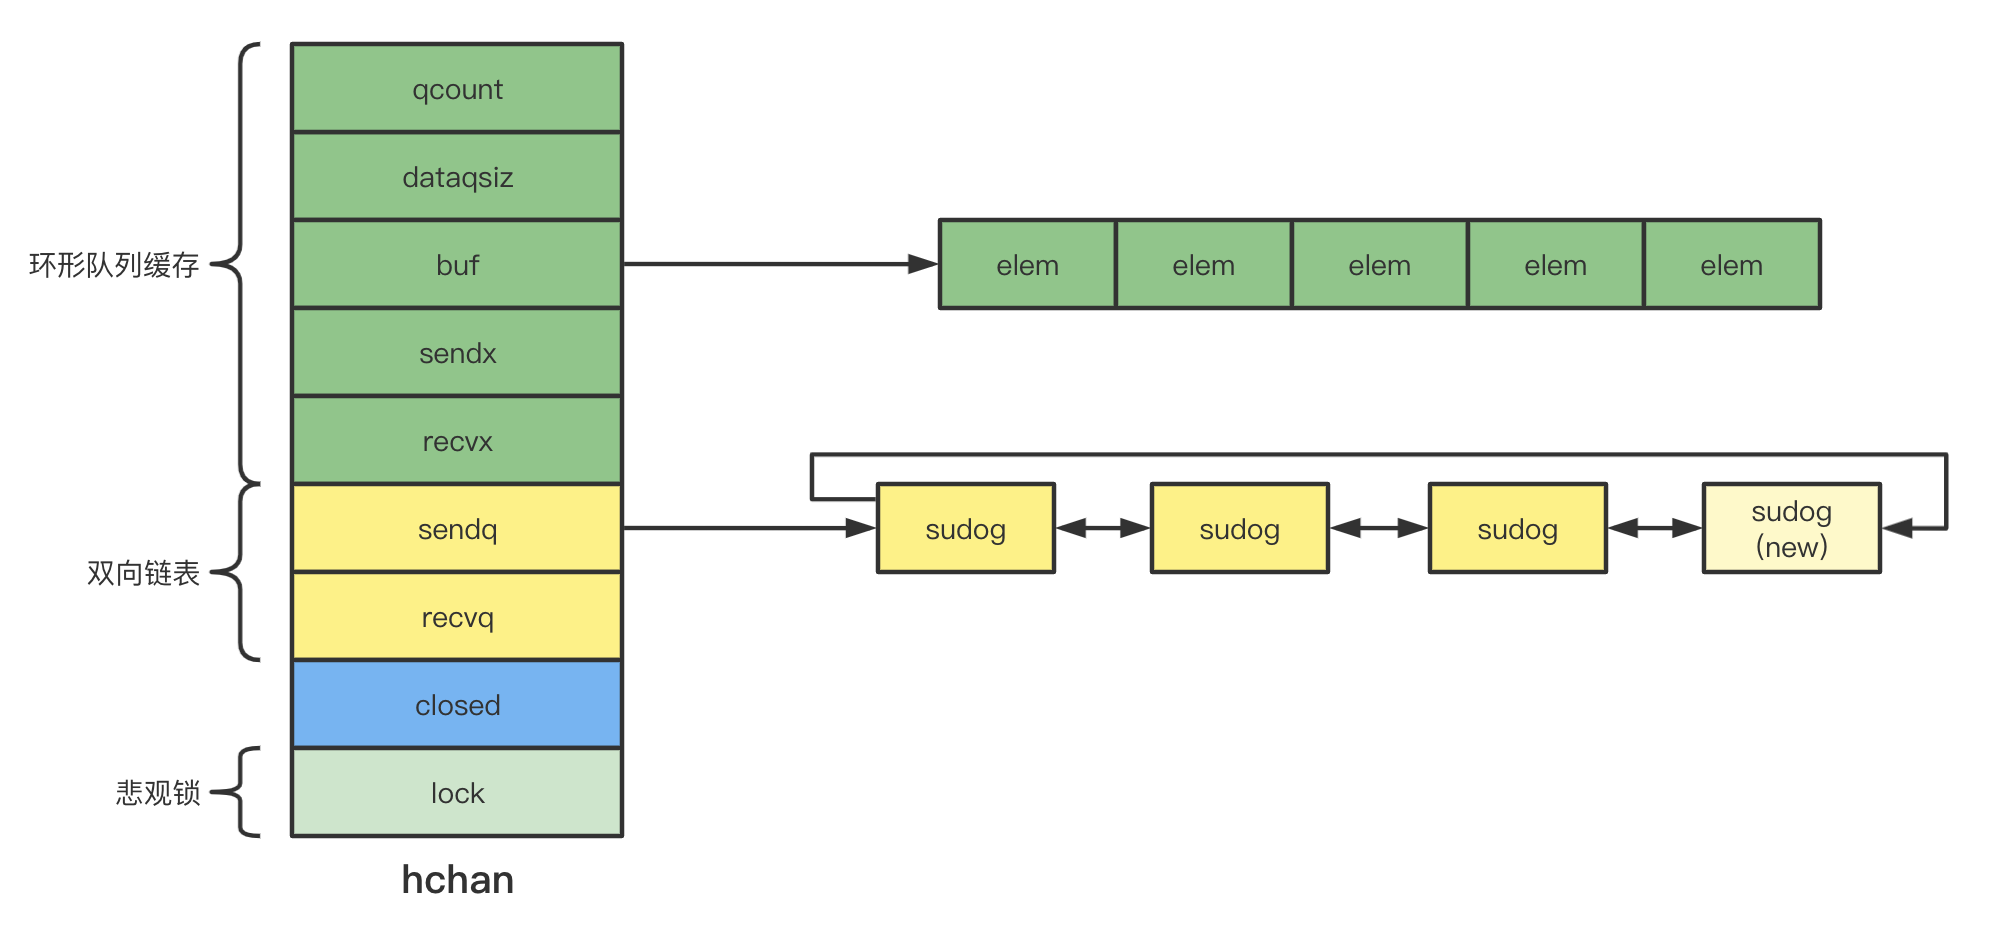 qcount
dataqsiz
环形队列缓存
buf
elem
elem
elem
elem
elem
sendx
recvx
sendq
sudog
sudog
sudog
sudog
(new)
双向链表
recvq
closed
悲观锁
lock
hchan